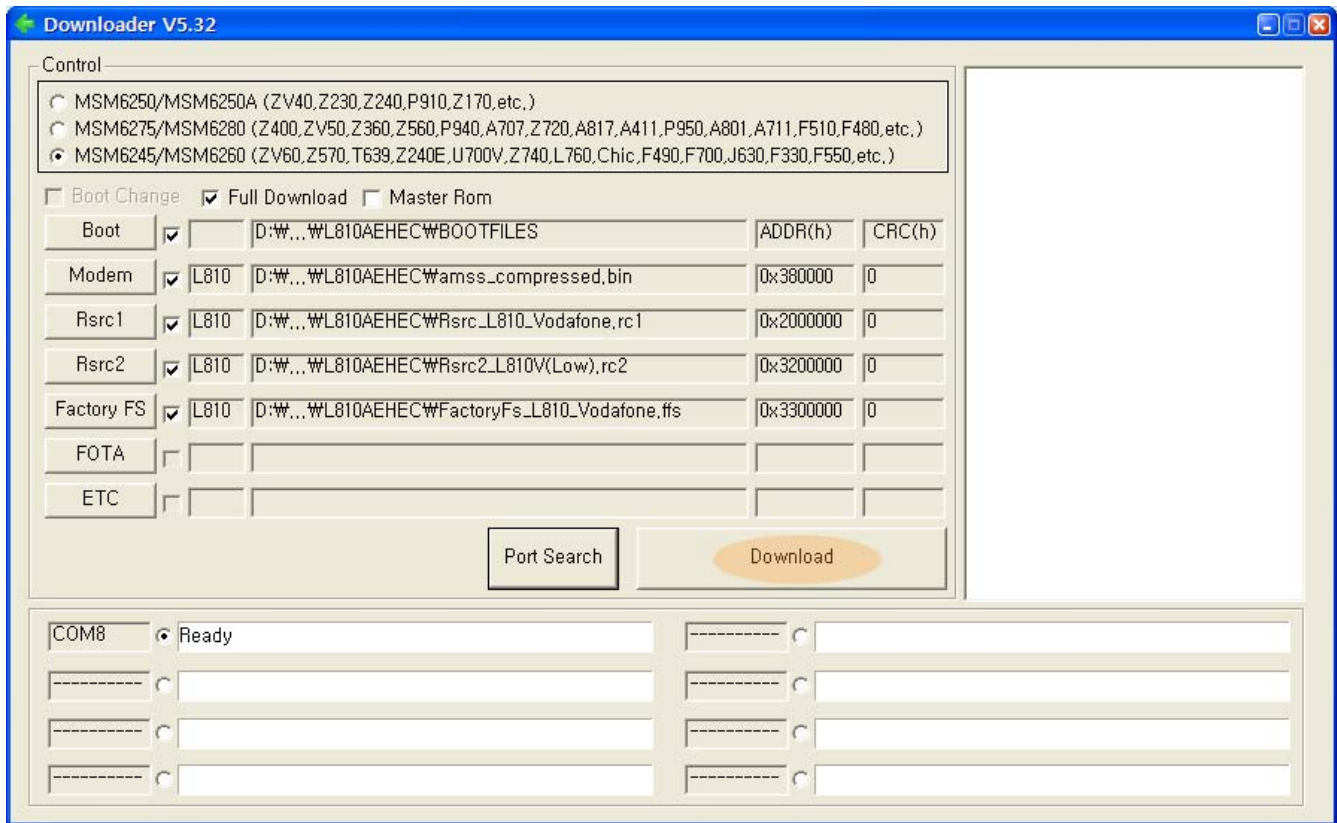 Downloader V5.32
Control
MSM6250/MSM6250A (ZV40,Z230,Z240,P910,Z170,etc,)
MSM6275/MSM6280 (Z400,ZV50,Z360,Z560,P940,A707,Z720,A817,A411,P950,A801,A711,F510,F480,etc,)
MSM6245/MSM6260 (ZV60,Z570,T639,Z240E,U700V,Z740,L760,Chic,F490,F700,J630,F330,F550,etc,)
Boot Change Full Download Master Rom
Boot D:₩,,,₩L810AEHEC₩BOOTFILES ADDR(h) CRC(h)
Modem L810 D:₩,,,₩L810AEHEC₩amss_compressed,bin 0x380000 0
Rsrc1 L810 D:₩,,,₩L810AEHEC₩Rsrc_L810_Vodafone,rc1 0x2000000 0
Rsrc2 L810 D:₩,,,₩L810AEHEC₩Rsrc2_L810V(Low),rc2 0x3200000 0
Factory FS L810 D:₩,,,₩L810AEHEC₩FactoryFs_L810_Vodafone,ffs 0x3300000 0
FOTA
ETC
Port Search Download
COM8 Ready ----------
---------- ----------
---------- ----------
---------- ----------